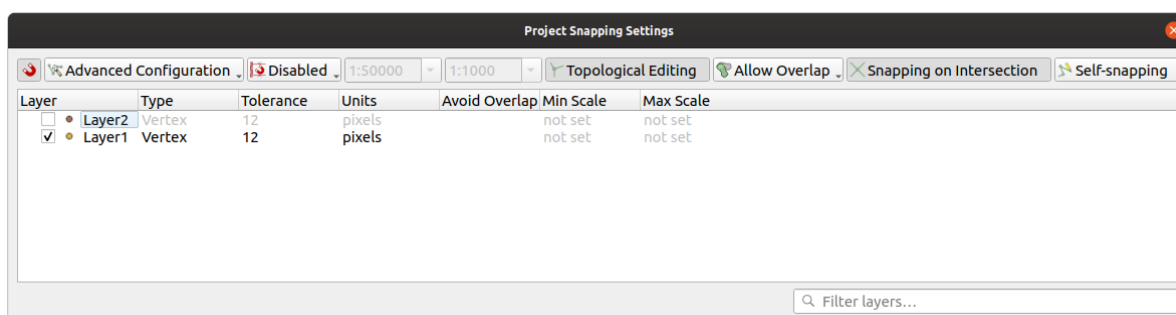 Project Snapping Settings
Advanced Configuration Disabled 1:50000 1:1000 Topological Editing Allow Overlap Snapping on Intersection Self-snapping
Layer Type Tolerance Units Avoid Overlap Min Scale Max Scale
Layer2 Vertex 12 pixels not set not set
Layer1 Vertex 12 pixels not set not set
Filter layers...